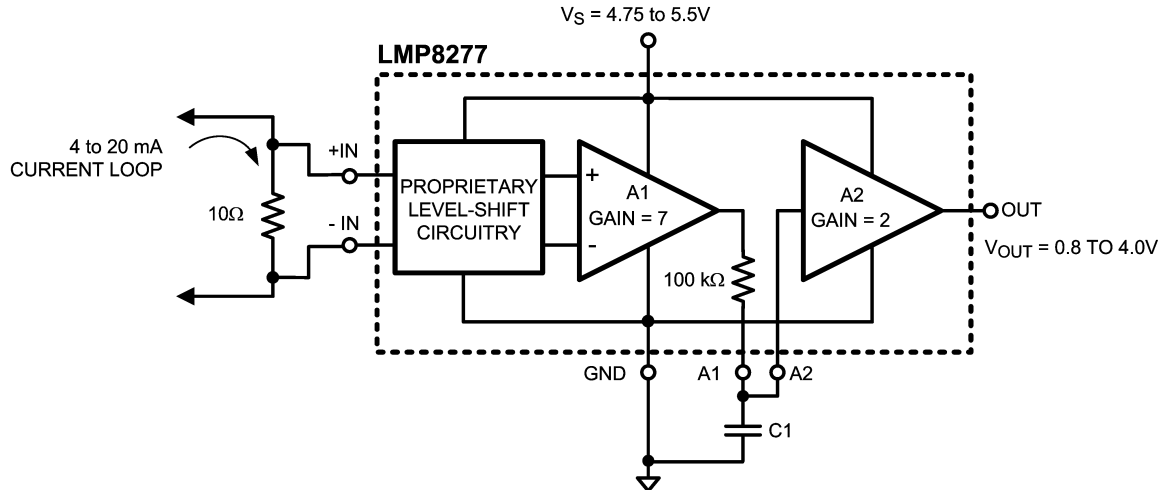 V_S = 4.75 to 5.5V
LMP8277
4 to 20 mA
CURRENT LOOP
+IN
10Ω
- IN
PROPRIETARY
LEVEL-SHIFT
CIRCUITRY
+
-
A1
GAIN = 7
100 kΩ
A2
GAIN = 2
OUT
V_OUT = 0.8 TO 4.0V
GND
A1
A2
C1